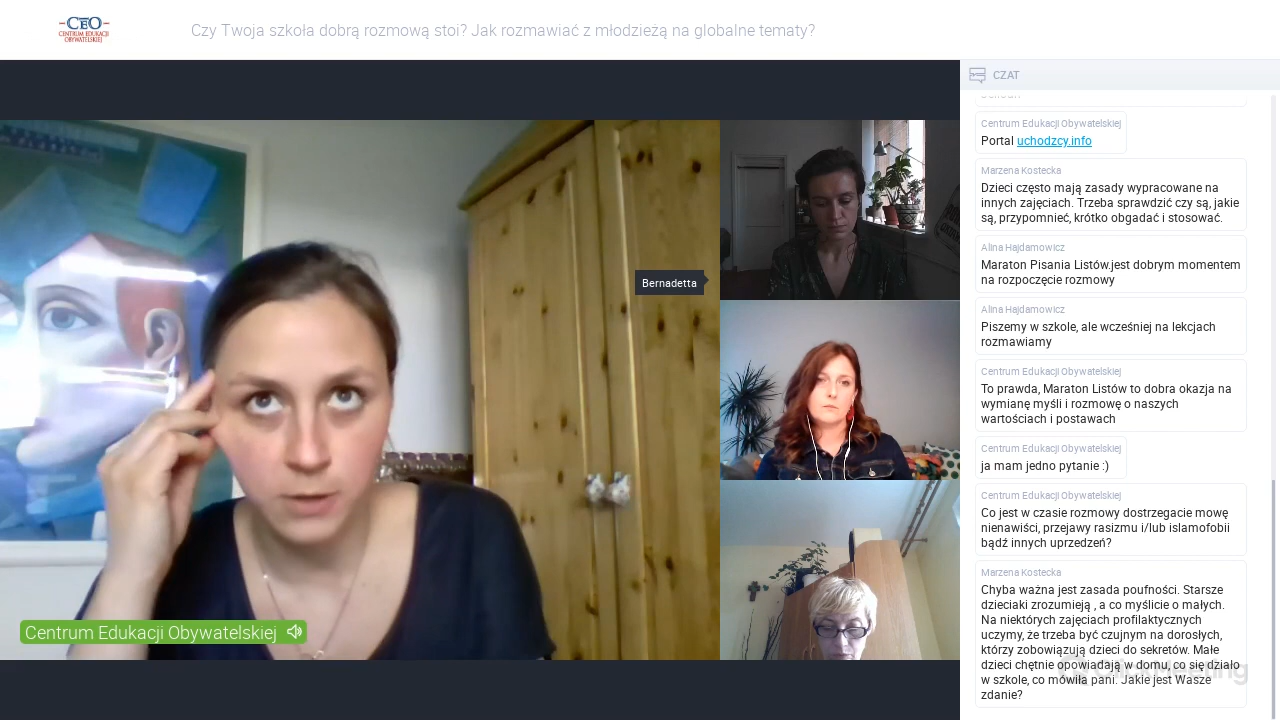 CEO
CENTRUM EDUKACJI
OBYWATELSKIEJ
Czy Twoja szkoła dobrą rozmową stoi? Jak rozmawiać z młodzieżą na globalne tematy?
CZAT
Centrum Edukacji Obywatelskiej
Portal uchodzcy.info
Marzena Kostecka
Dzieci często mają zasady wypracowane na
innych zajęciach. Trzeba sprawdzić czy są, jakie
są, przypomnieć, krótko obgadać i stosować.
Alina Hajdamowicz
Maraton Pisania Listów.jest dobrym momentem
na rozpoczęcie rozmowy
Alina Hajdamowicz
Piszemy w szkole, ale wcześniej na lekcjach
rozmawiamy
Centrum Edukacji Obywatelskiej
To prawda, Maraton Listów to dobra okazja na
wymianę myśli i rozmowę o naszych
wartościach i postawach
Centrum Edukacji Obywatelskiej
ja mam jedno pytanie :)
Centrum Edukacji Obywatelskiej
Co jest w czasie rozmowy dostrzegacie mowę
nienawiści, przejawy rasizmu i/lub islamofobii
bądź innych uprzedzeń?
Marzena Kostecka
Chyba ważna jest zasada poufności. Starsze
dzieciaki zrozumieją , a co myślicie o małych.
Na niektórych zajęciach profilaktycznych
uczymy, że trzeba być czujnym na dorosłych,
którzy zobowiązują dzieci do sekretów. Małe
dzieci chętnie opowiadają w domu, co się działo
w szkole, co mówiła pani. Jakie jest Wasze
zdanie?
Bernadetta
Centrum Edukacji Obywatelskiej